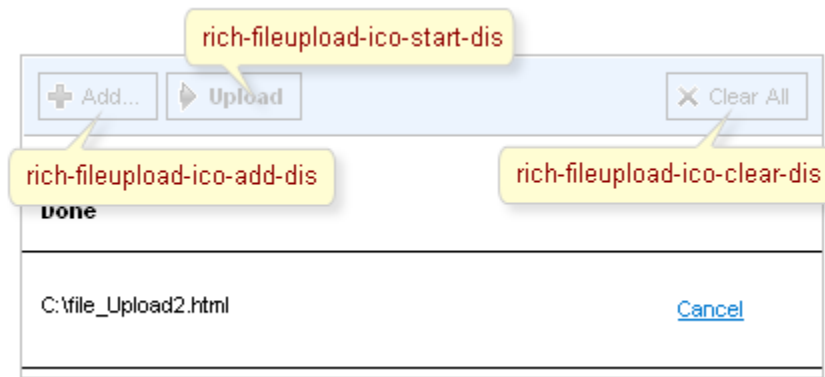 rich-fileupload-ico-start-dis
Add... Upload Clear All
rich-fileupload-ico-add-dis rich-fileupload-ico-clear-dis
Done
C:\file_Upload2.html Cancel